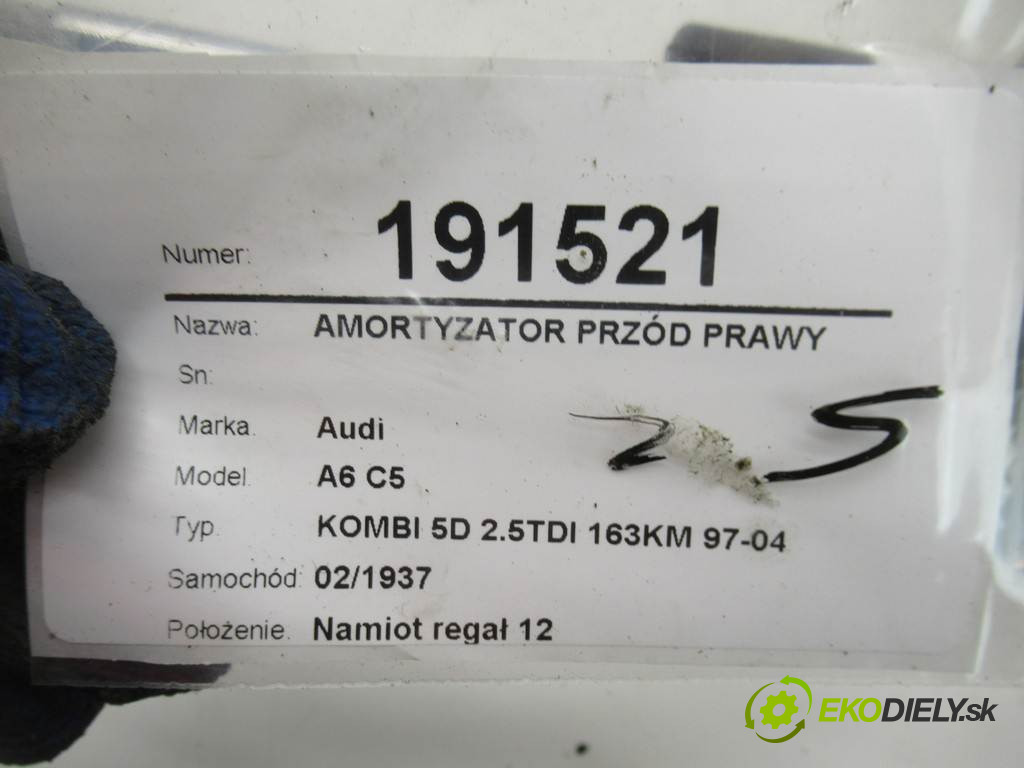 Numer: 191521
Nazwa: AMORTYZATOR PRZÓD PRAWY
Sn:
Marka. Audi
Model. A6 C5
Typ. KOMBI 5D 2.5TDI 163KM 97-04
Samochód: 02/1937
Położenie. Namiot regał 12
EKODIELY.sk